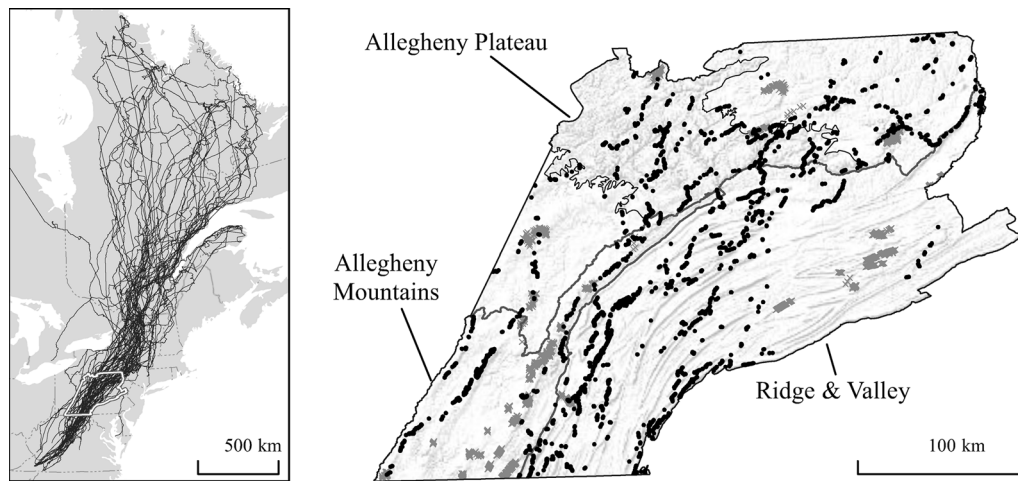 500 km
Allegheny Plateau
Allegheny
Mountains
Ridge & Valley
100 km